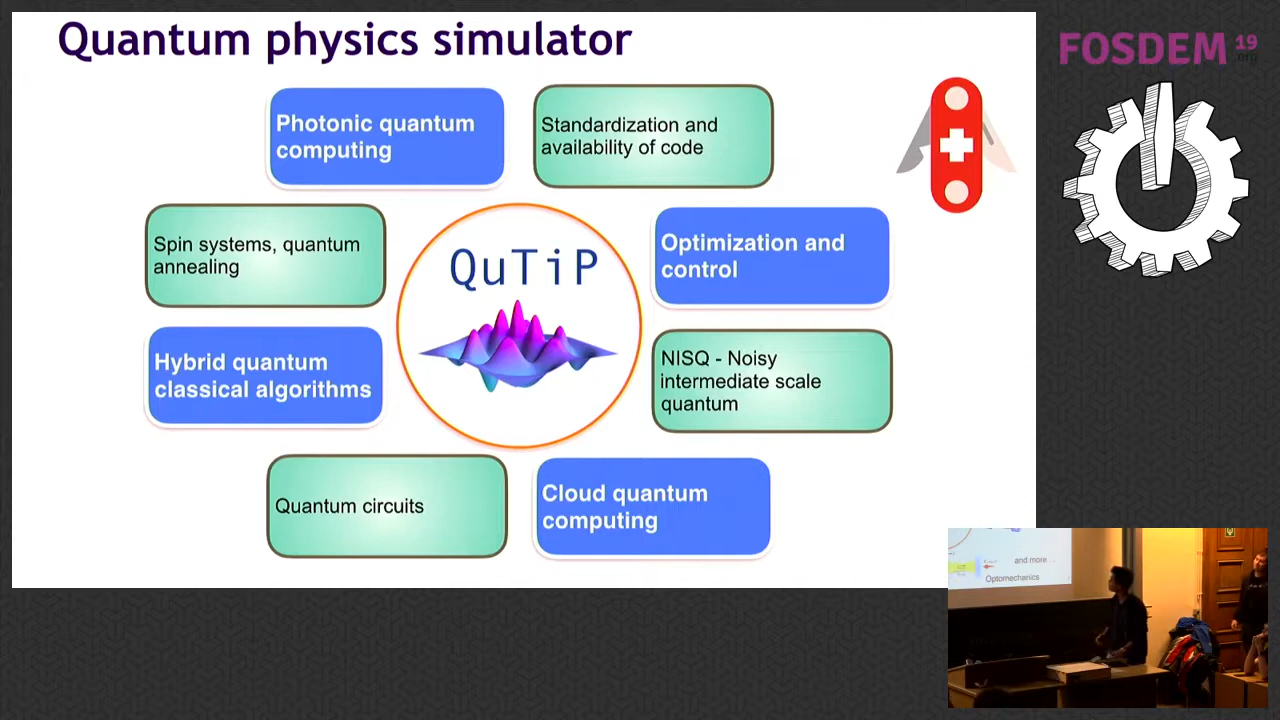 Quantum physics simulator
FOSDEM 19
.org
Photonic quantum
computing
Standardization and
availability of code
Spin systems, quantum
annealing
QuTiP
Optimization and
control
Hybrid quantum
classical algorithms
NISQ - Noisy
intermediate scale
quantum
Quantum circuits
Cloud quantum
computing
and more ...
Optomechanics